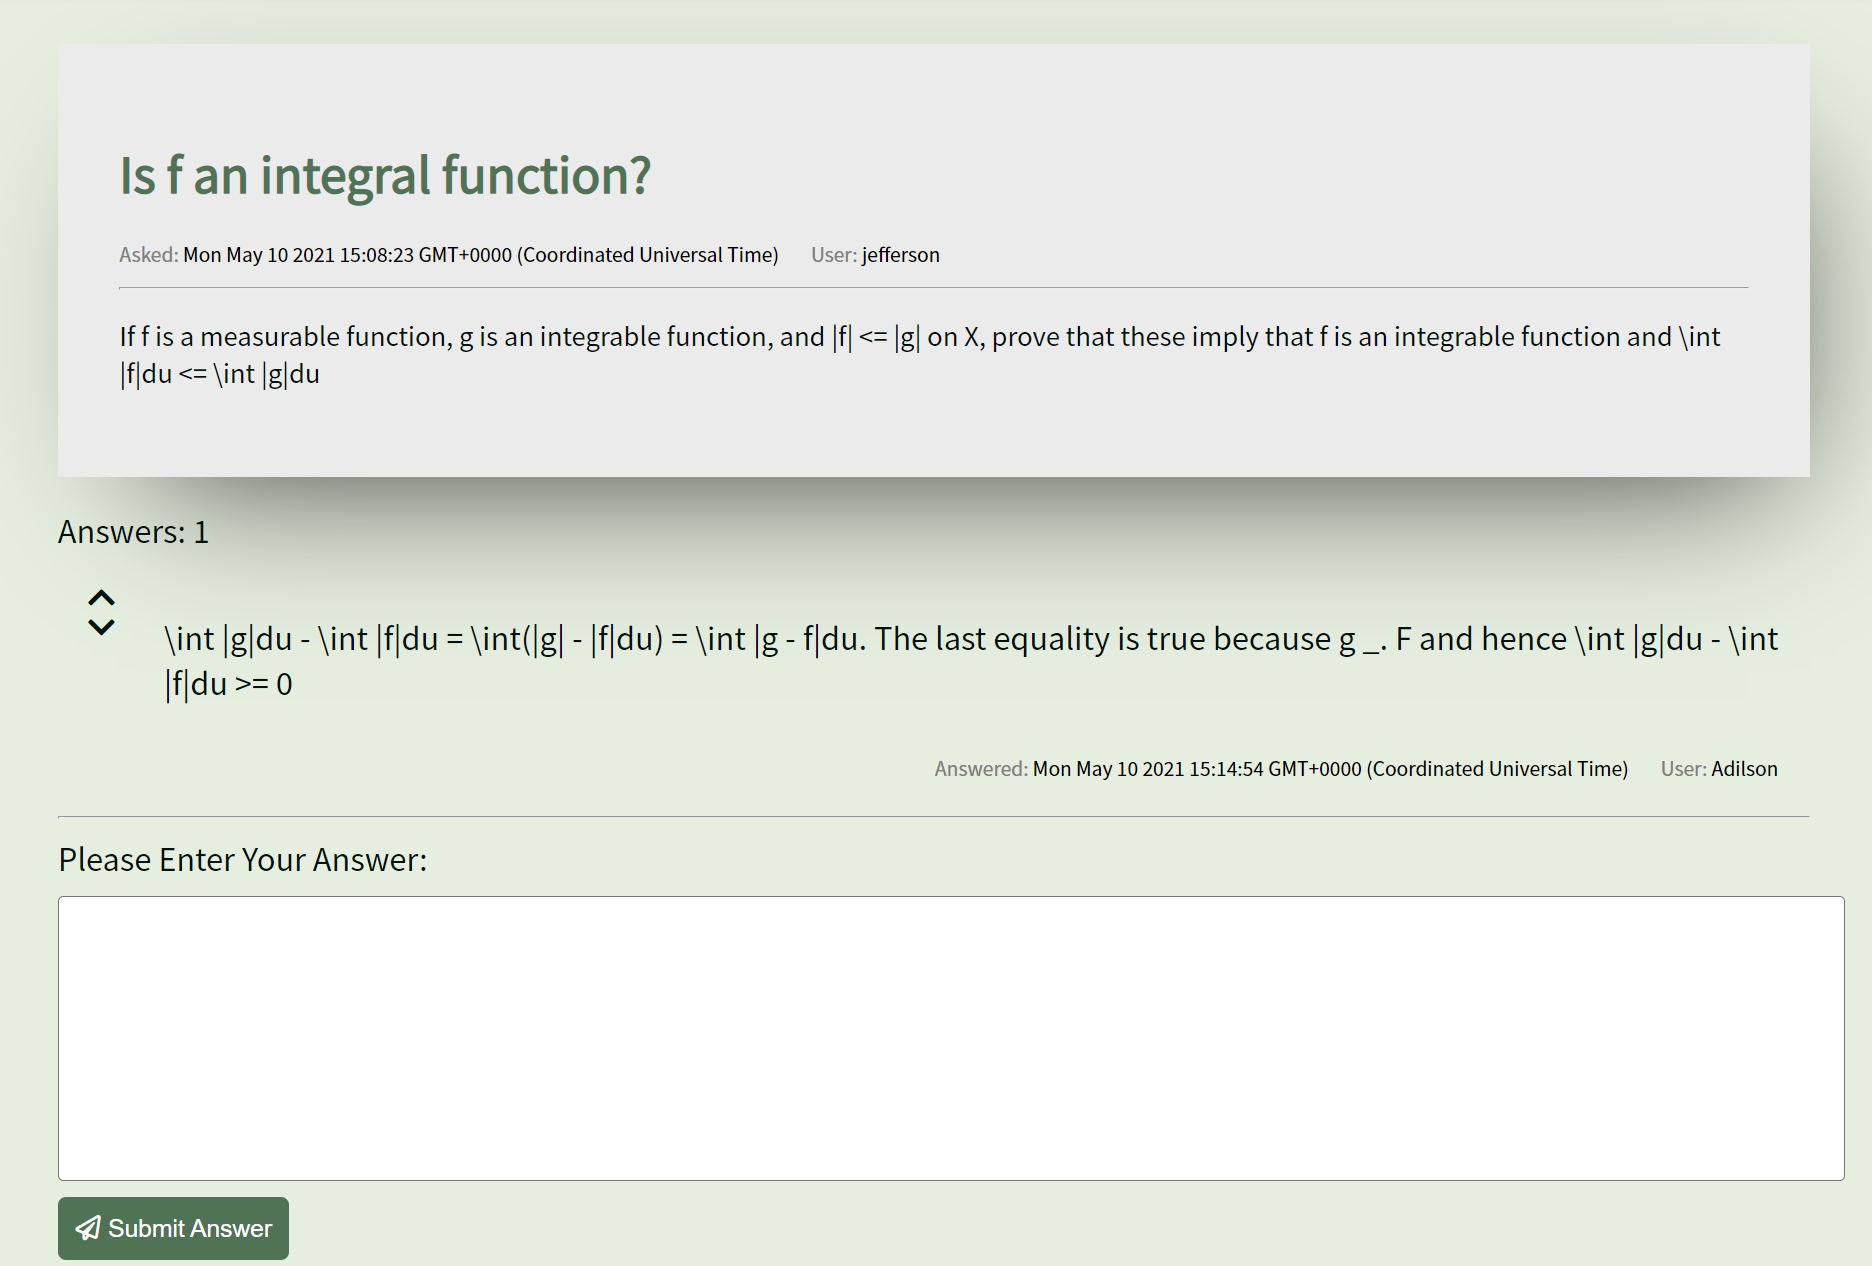 Is f an integral function?
Asked: Mon May 10 2021 15:08:23 GMT+0000 (Coordinated Universal Time) User: jefferson
If f is a measurable function, g is an integrable function, and |f| <= |g| on X, prove that these imply that f is an integrable function and \int
|f|du <= \int |g|du
Answers: 1
\int |g|du - \int |f|du = \int(|g| - |f|du) = \int |g - f|du. The last equality is true because g _. F and hence \int |g|du - \int
|f|du >= 0
Answered: Mon May 10 2021 15:14:54 GMT+0000 (Coordinated Universal Time) User: Adilson
Please Enter Your Answer:
Submit Answer